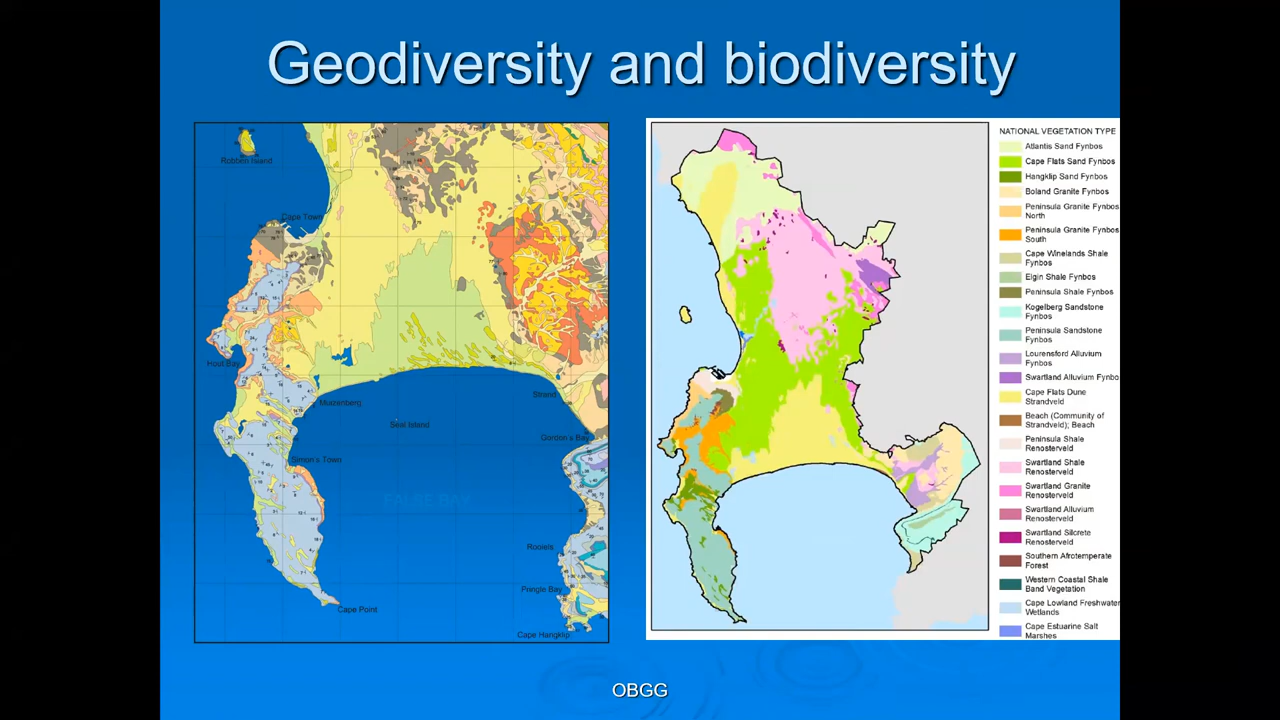 Geodiversity and biodiversity
Robben Island
Cape Town
Hout Bay
Muizenberg
Strand
Seal Island
Gordon's Bay
Simon's Town
FALSE BAY
Rooiels
Pringle Bay
Cape Point
Cape Hangklip
NATIONAL VEGETATION TYPE
Atlantis Sand Fynbos
Cape Flats Sand Fynbos
Hangklip Sand Fynbos
Boland Granite Fynbos
Peninsula Granite Fynbos
North
Peninsula Granite Fynbos
South
Cape Winelands Shale
Fynbos
Elgin Shale Fynbos
Peninsula Shale Fynbos
Kogelberg Sandstone
Fynbos
Peninsula Sandstone
Fynbos
Lourensford Alluvium
Fynbos
Swartland Alluvium Fynbo
Cape Flats Dune
Strandveld
Beach (Community of
Strandveld); Beach
Peninsula Shale
Renosterveld
Swartland Shale
Renosterveld
Swartland Granite
Renosterveld
Swartland Alluvium
Renosterveld
Swartland Silcrete
Renosterveld
Southern Afrotemperate
Forest
Western Coastal Shale
Band Vegetation
Cape Lowland Freshwater
Wetlands
Cape Estuarine Salt
Marshes
OBGG